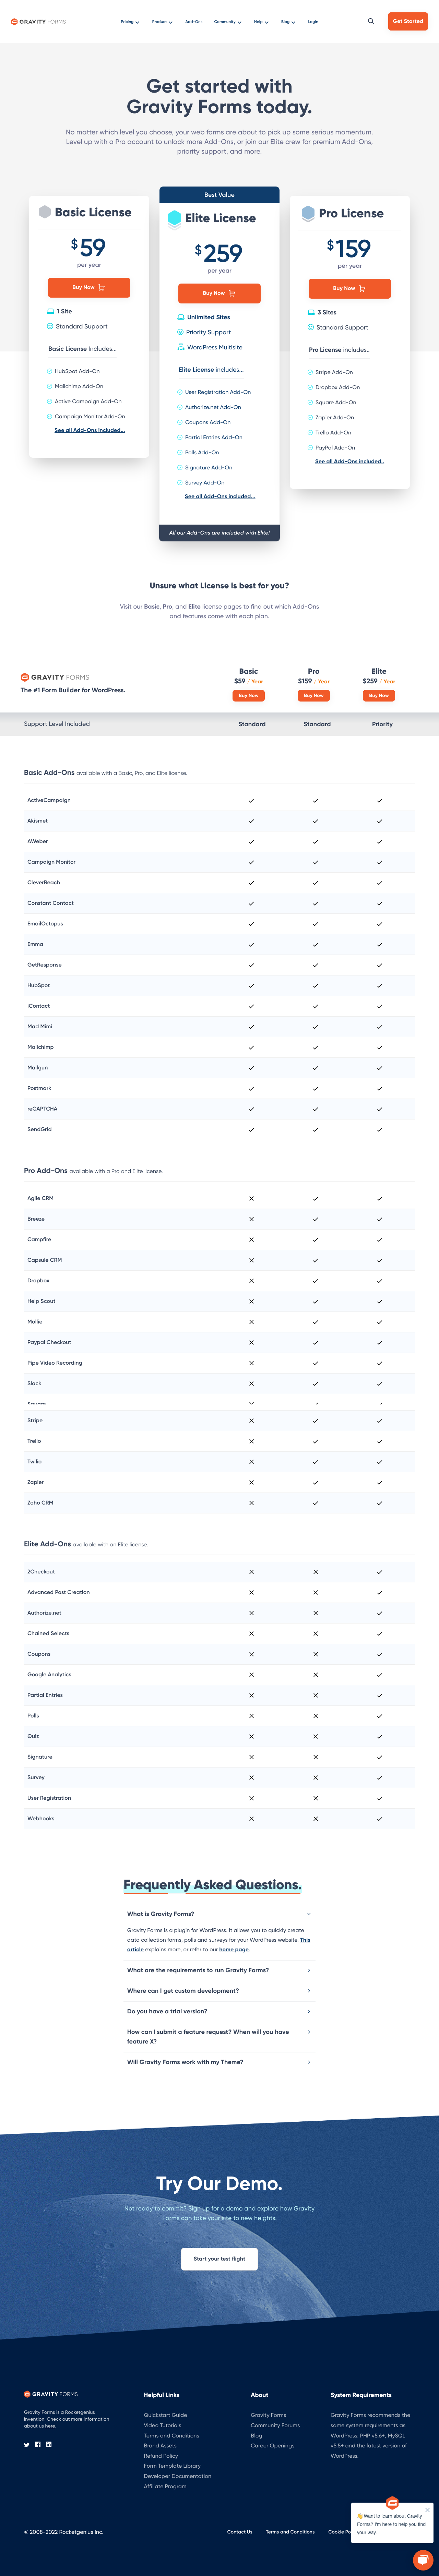 GRAVITY FORMS
Pricing
Product
Add-Ons
Community
Help
Blog
Login
Get Started
Get started with
Gravity Forms today.
No matter which level you choose, your web forms are about to pick up some serious momentum.
Level up with a Pro account to unlock more Add-Ons, or join our Elite crew for premium Add-Ons,
priority support, and more.
Basic License
$59
per year
Buy Now
1 Site
Standard Support
Basic License Includes...
HubSpot Add-On
Mailchimp Add-On
Active Campaign Add-On
Campaign Monitor Add-On
See all Add-Ons included...
Best Value
Elite License
$259
per year
Buy Now
Unlimited Sites
Priority Support
WordPress Multisite
Elite License includes...
User Registration Add-On
Authorize.net Add-On
Coupons Add-On
Partial Entries Add-On
Polls Add-On
Signature Add-On
Survey Add-On
See all Add-Ons included...
All our Add-Ons are included with Elite!
Pro License
$159
per year
Buy Now
3 Sites
Standard Support
Pro License includes..
Stripe Add-On
Dropbox Add-On
Square Add-On
Zapier Add-On
Trello Add-On
PayPal Add-On
See all Add-Ons included..
Unsure what License is best for you?
Visit our Basic, Pro, and Elite license pages to find out which Add-Ons
and features come with each plan.
GRAVITY FORMS
The #1 Form Builder for WordPress.
Basic
$59 / Year
Buy Now
Pro
$159 / Year
Buy Now
Elite
$259 / Year
Buy Now
Support Level Included Standard Standard Priority
Basic Add-Ons available with a Basic, Pro, and Elite license.
ActiveCampaign
Akismet
AWeber
Campaign Monitor
CleverReach
Constant Contact
EmailOctopus
Emma
GetResponse
HubSpot
iContact
Mad Mimi
Mailchimp
Mailgun
Postmark
reCAPTCHA
SendGrid
Pro Add-Ons available with a Pro and Elite license.
Agile CRM
Breeze
Campfire
Capsule CRM
Dropbox
Help Scout
Mollie
Paypal Checkout
Pipe Video Recording
Slack
Square
Stripe
Trello
Twilio
Zapier
Zoho CRM
Elite Add-Ons available with an Elite license.
2Checkout
Advanced Post Creation
Authorize.net
Chained Selects
Coupons
Google Analytics
Partial Entries
Polls
Quiz
Signature
Survey
User Registration
Webhooks
Frequently Asked Questions.
What is Gravity Forms?
Gravity Forms is a plugin for WordPress. It allows you to quickly create
data collection forms, polls and surveys for your WordPress website. This
article explains more, or refer to our home page.
What are the requirements to run Gravity Forms?
Where can I get custom development?
Do you have a trial version?
How can I submit a feature request? When will you have
feature X?
Will Gravity Forms work with my Theme?
Try Our Demo.
Not ready to commit? Sign up for a demo and explore how Gravity
Forms can take your site to new heights.
Start your test flight
GRAVITY FORMS
Gravity Forms is a Rocketgenius
invention. Check out more information
about us here.
Helpful Links
Quickstart Guide
Video Tutorials
Terms and Conditions
Brand Assets
Refund Policy
Form Template Library
Developer Documentation
Affiliate Program
About
Gravity Forms
Community Forums
Blog
Career Openings
System Requirements
Gravity Forms recommends the
same system requirements as
WordPress: PHP v5.6+, MySQL
v5.5+ and the latest version of
WordPress.
© 2008-2022 Rocketgenius Inc.
Contact Us
Terms and Conditions
Cookie Po
👋 Want to learn about Gravity
Forms? I'm here to help you find
your way.